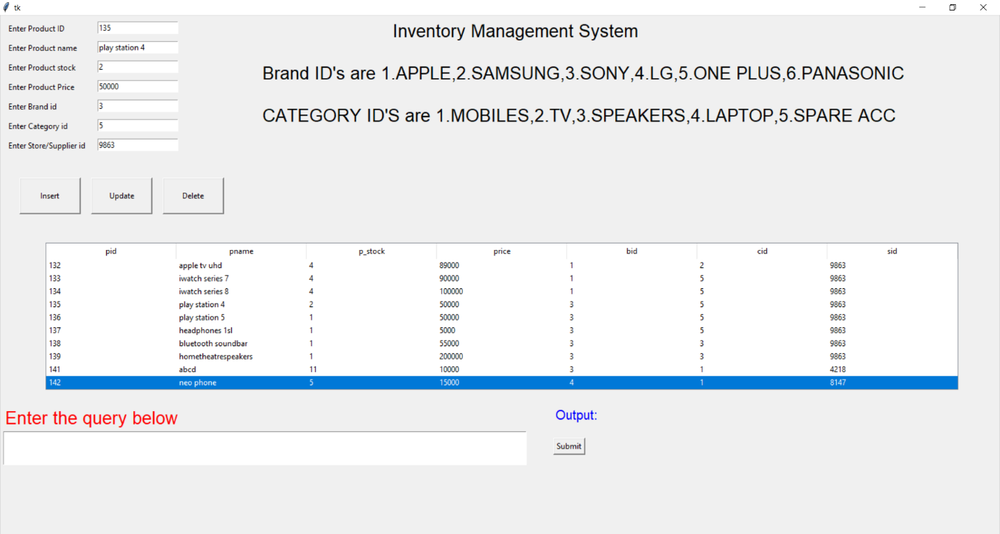 tk
Enter Product ID 135
Inventory Management System
Enter Product name play station 4
Enter Product stock 2
Brand ID's are 1.APPLE,2.SAMSUNG,3.SONY,4.LG,5.ONE PLUS,6.PANASONIC
Enter Product Price 50000
Enter Brand id 3
CATEGORY ID'S are 1.MOBILES,2.TV,3.SPEAKERS,4.LAPTOP,5.SPARE ACC
Enter Category id 5
Enter Store/Supplier id 9863
Insert Update Delete
pid pname p_stock price bid cid sid
132 apple tv uhd 4 89000 1 2 9863
133 iwatch series 7 4 90000 1 5 9863
134 iwatch series 8 4 100000 1 5 9863
135 play station 4 2 50000 3 5 9863
136 play station 5 1 50000 3 5 9863
137 headphones 1sl 1 5000 3 5 9863
138 bluetooth soundbar 1 55000 3 3 9863
139 hometheatrespeakers 1 200000 3 3 9863
141 abcd 11 10000 3 1 4218
142 neo phone 5 15000 4 1 8147
Enter the query below
Output:
Submit